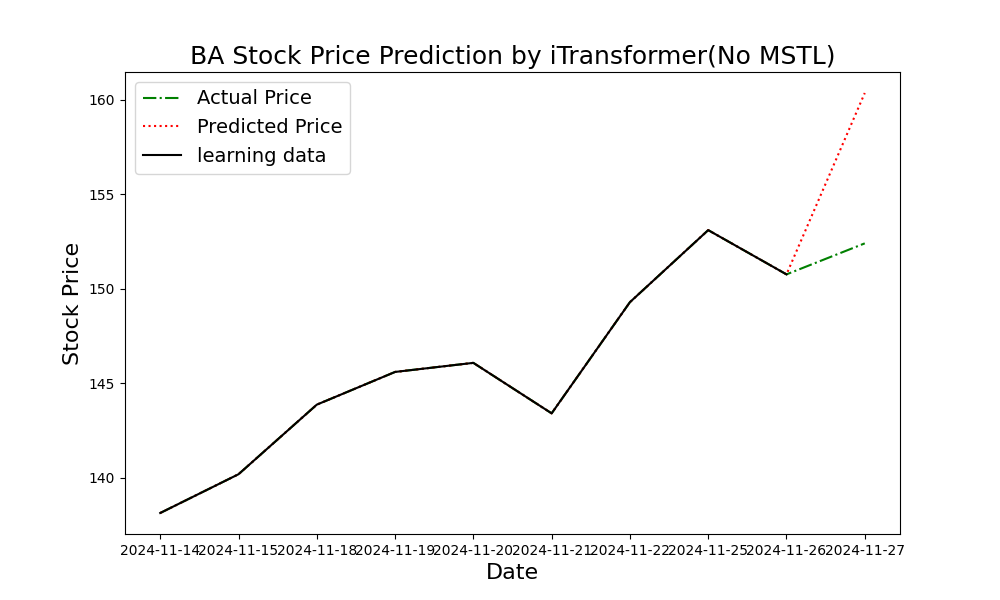 BA Stock Price Prediction by iTransformer(No MSTL)
Actual Price
Predicted Price
learning data
160
155
150
145
140
Stock Price
2024-11-14 2024-11-15 2024-11-18 2024-11-19 2024-11-20 2024-11-21 2024-11-22 2024-11-25 2024-11-26 2024-11-27
Date